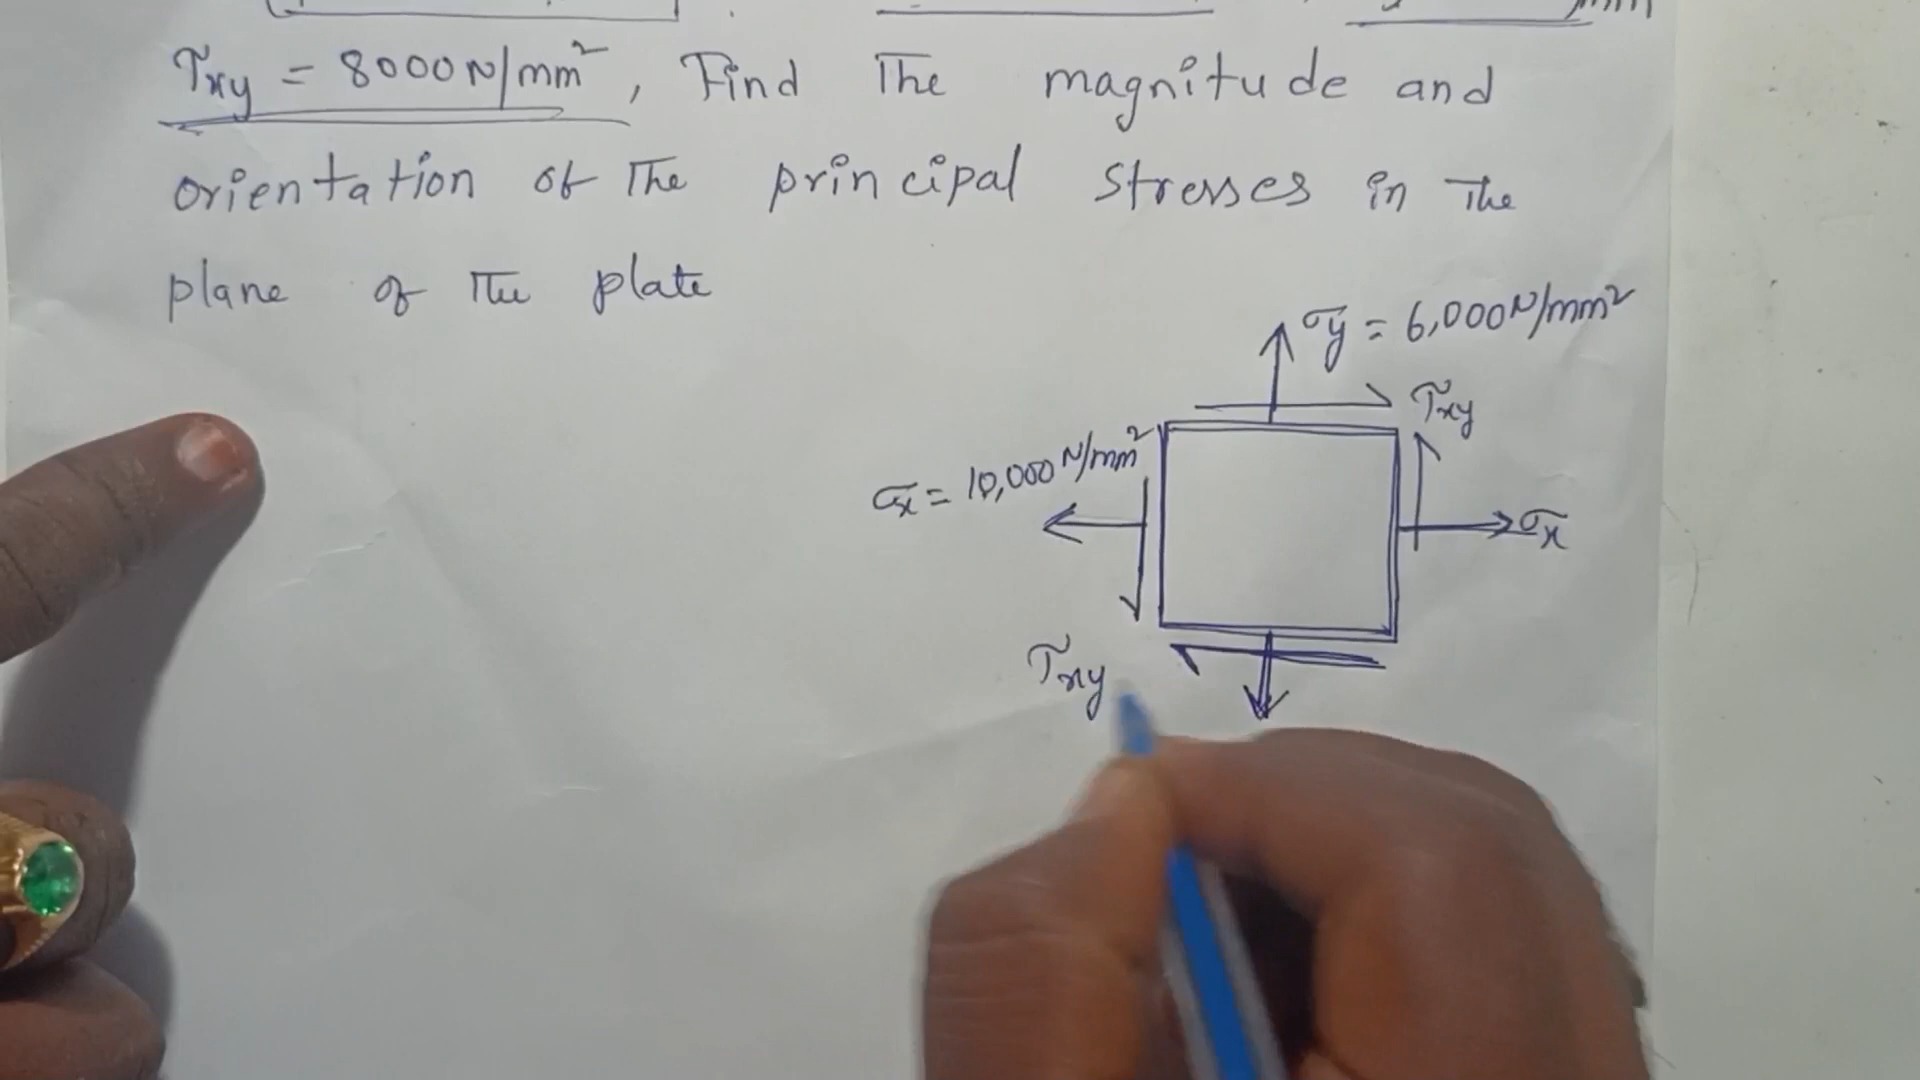 τxy = 8000 N/mm², Find The magnitude and
orientation of The principal stresses in The
plane of The plate
σy = 6,000 N/mm²
τxy
σx = 10,000 N/mm²
σx
τxy